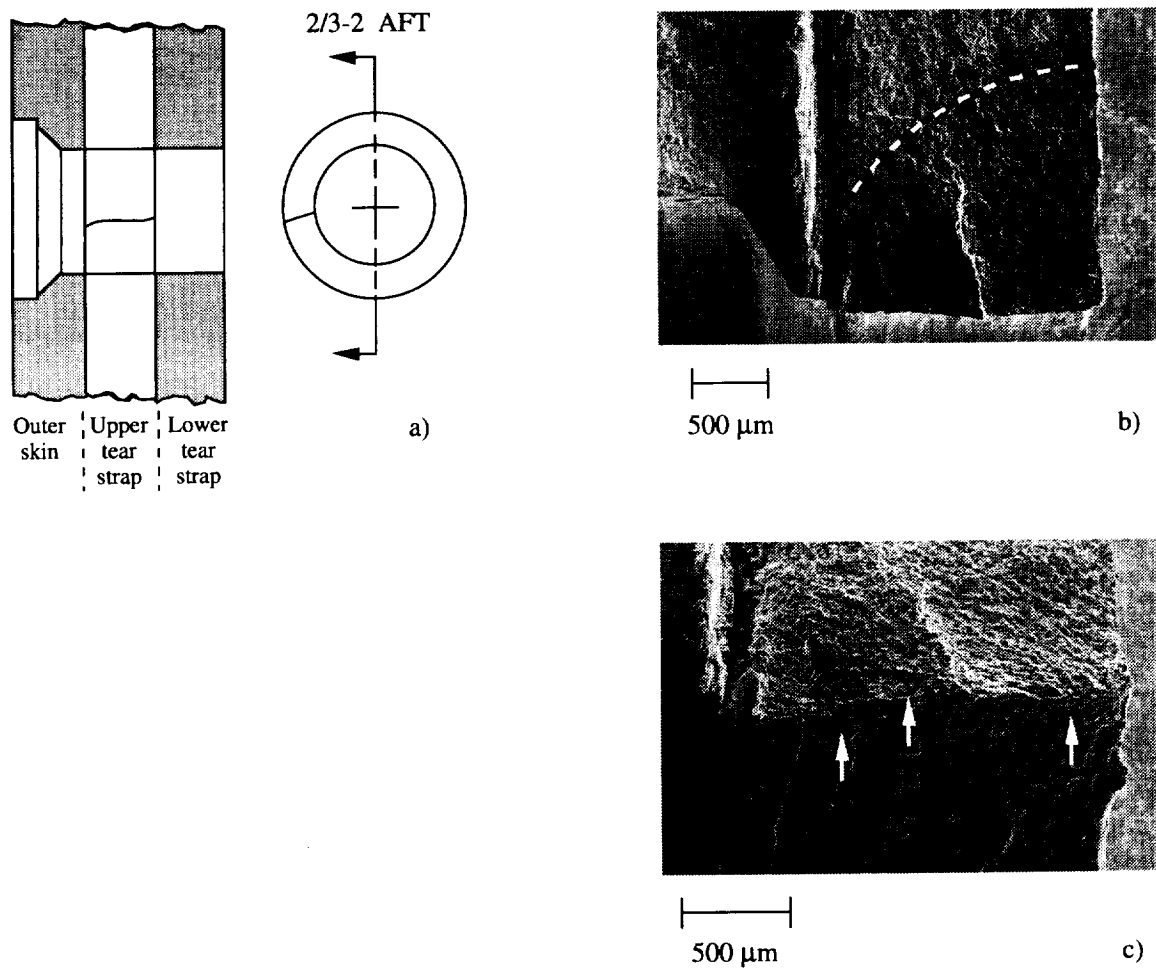 2/3-2 AFT
Outer skin
Upper tear strap
Lower tear strap
a)
500 μm
b)
500 μm
c)